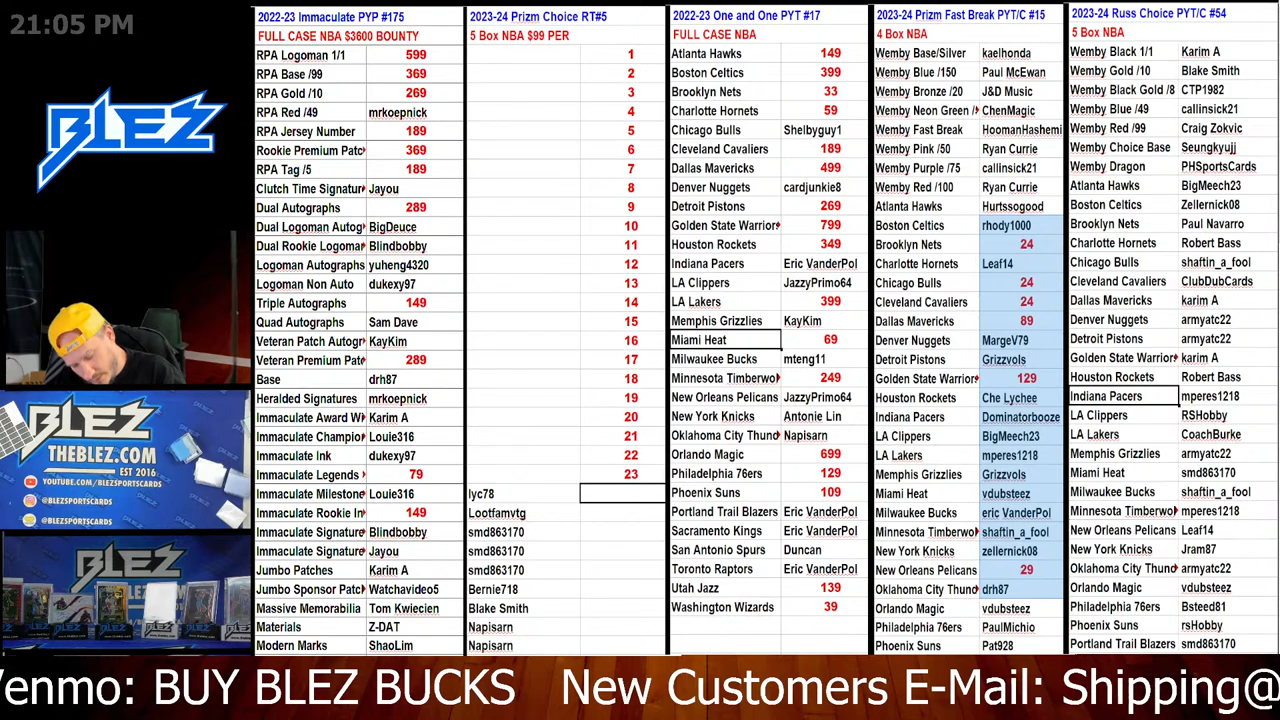 21:05 PM
BLEZ
BLEZ
THEBLEZ.COM
EST 2016
YOUTUBE.COM/BLEZSPORTSCARDS
@BLEZSPORTSCARDS
@BLEZSPORTSCARDS
BLEZ
2022-23 Immaculate PYP #175
FULL CASE NBA $3600 BOUNTY
RPA Logoman 1/1 599
RPA Base /99 369
RPA Gold /10 269
RPA Red /49 mrkoepnick
RPA Jersey Number 189
Rookie Premium Patc 369
RPA Tag /5 189
Clutch Time Signatur Jayou
Dual Autographs 289
Dual Logoman Autog BigDeuce
Dual Rookie Logomar Blindbobby
Logoman Autographs yuheng4320
Logoman Non Auto dukexy97
Triple Autographs 149
Quad Autographs Sam Dave
Veteran Patch Autogr KayKim
Veteran Premium Pate 289
Base drh87
Heralded Signatures mrkoepnick
Immaculate Award W Karim A
Immaculate Champio Louie316
Immaculate Ink dukexy97
Immaculate Legends 79
Immaculate Milestone Louie316
Immaculate Rookie In 149
Immaculate Signature Blindbobby
Immaculate Signature Jayou
Jumbo Patches Karim A
Jumbo Sponsor Patc Watchavideo5
Massive Memorabilia Tom Kwiecien
Materials Z-DAT
Modern Marks ShaoLim
2023-24 Prizm Choice RT#5
5 Box NBA $99 PER
1
2
3
4
5
6
7
8
9
10
11
12
13
14
15
16
17
18
19
20
21
22
23
lyc78
Lootfamvtg
smd863170
smd863170
smd863170
Bernie718
Blake Smith
Napisarn
Napisarn
2022-23 One and One PYT #17
FULL CASE NBA
Atlanta Hawks 149
Boston Celtics 399
Brooklyn Nets 33
Charlotte Hornets 59
Chicago Bulls Shelbyguy1
Cleveland Cavaliers 189
Dallas Mavericks 499
Denver Nuggets cardjunkie8
Detroit Pistons 269
Golden State Warrior 799
Houston Rockets 349
Indiana Pacers Eric VanderPol
LA Clippers JazzyPrimo64
LA Lakers 399
Memphis Grizzlies KayKim
Miami Heat 69
Milwaukee Bucks mteng11
Minnesota Timberwo 249
New Orleans Pelicans JazzyPrimo64
New York Knicks Antonie Lin
Oklahoma City Thund Napisarn
Orlando Magic 699
Philadelphia 76ers 129
Phoenix Suns 109
Portland Trail Blazers Eric VanderPol
Sacramento Kings Eric VanderPol
San Antonio Spurs Duncan
Toronto Raptors Eric VanderPol
Utah Jazz 139
Washington Wizards 39
2023-24 Prizm Fast Break PYT/C #15
4 Box NBA
Wemby Base/Silver kaelhonda
Wemby Blue /150 Paul McEwan
Wemby Bronze /20 J&D Music
Wemby Neon Green / ChenMagic
Wemby Fast Break HoomanHashemi
Wemby Pink /50 Ryan Currie
Wemby Purple /75 callinsick21
Wemby Red /100 Ryan Currie
Atlanta Hawks Hurtssogood
Boston Celtics rhody1000
Brooklyn Nets 24
Charlotte Hornets Leaf14
Chicago Bulls 24
Cleveland Cavaliers 24
Dallas Mavericks 89
Denver Nuggets MargeV79
Detroit Pistons Grizzvols
Golden State Warrior 129
Houston Rockets Che Lychee
Indiana Pacers Dominatorbooze
LA Clippers BigMeech23
LA Lakers mperes1218
Memphis Grizzlies Grizzvols
Miami Heat vdubsteez
Milwaukee Bucks eric VanderPol
Minnesota Timberwo shaftin_a_fool
New York Knicks zellernick08
New Orleans Pelicans 29
Oklahoma City Thund drh87
Orlando Magic vdubsteez
Philadelphia 76ers PaulMichio
Phoenix Suns Pat928
2023-24 Russ Choice PYT/C #54
5 Box NBA
Wemby Black 1/1 Karim A
Wemby Gold /10 Blake Smith
Wemby Black Gold /8 CTP1982
Wemby Blue /49 callinsick21
Wemby Red /99 Craig Zokvic
Wemby Choice Base Seungkyujj
Wemby Dragon PHSportsCards
Atlanta Hawks BigMeech23
Boston Celtics Zellernick08
Brooklyn Nets Paul Navarro
Charlotte Hornets Robert Bass
Chicago Bulls shaftin_a_fool
Cleveland Cavaliers ClubDubCards
Dallas Mavericks karim A
Denver Nuggets armyatc22
Detroit Pistons armyatc22
Golden State Warrior karim A
Houston Rockets Robert Bass
Indiana Pacers mperes1218
LA Clippers RSHobby
LA Lakers CoachBurke
Memphis Grizzlies armyatc22
Miami Heat smd863170
Milwaukee Bucks shaftin_a_fool
Minnesota Timberwo mperes1218
New Orleans Pelicans Leaf14
New York Knicks Jram87
Oklahoma City Thund armyatc22
Orlando Magic vdubsteez
Philadelphia 76ers Bsteed81
Phoenix Suns rsHobby
Portland Trail Blazers smd863170
Venmo: BUY BLEZ BUCKS New Customers E-Mail: Shipping@